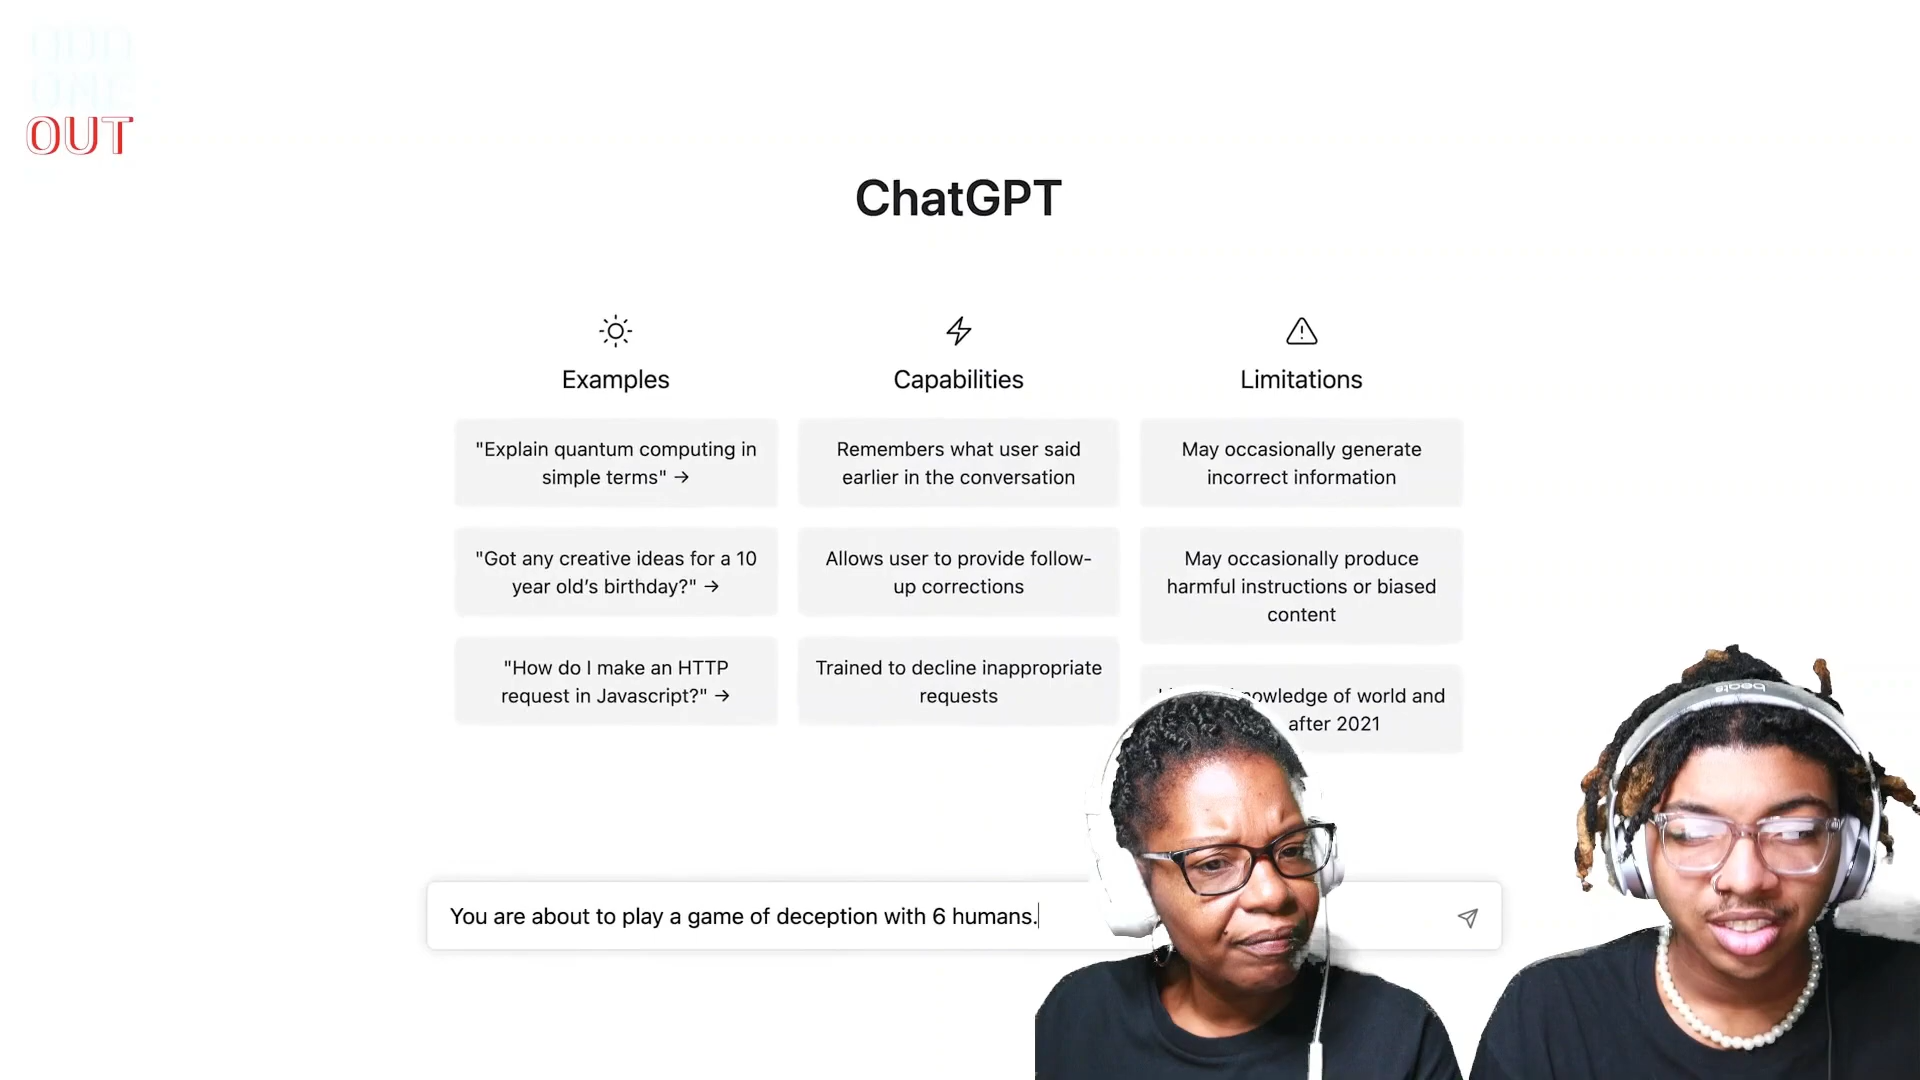 ODD
ONE
OUT
ChatGPT
Examples
Capabilities
Limitations
"Explain quantum computing in
simple terms" →
Remembers what user said
earlier in the conversation
May occasionally generate
incorrect information
"Got any creative ideas for a 10
year old’s birthday?" →
Allows user to provide follow-
up corrections
May occasionally produce
harmful instructions or biased
content
"How do I make an HTTP
request in Javascript?" →
Trained to decline inappropriate
requests
knowledge of world and
after 2021
You are about to play a game of deception with 6 humans.
beats